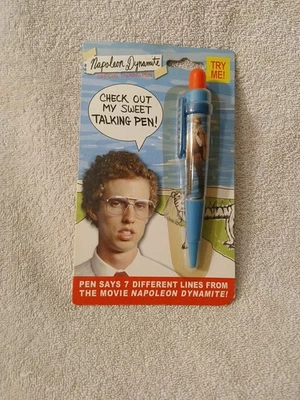 Napoleon Dynamite
TRY
ME!
CHECK OUT
MY SWEET
TALKING PEN!
PEN SAYS 7 DIFFERENT LINES FROM
THE MOVIE NAPOLEON DYNAMITE!